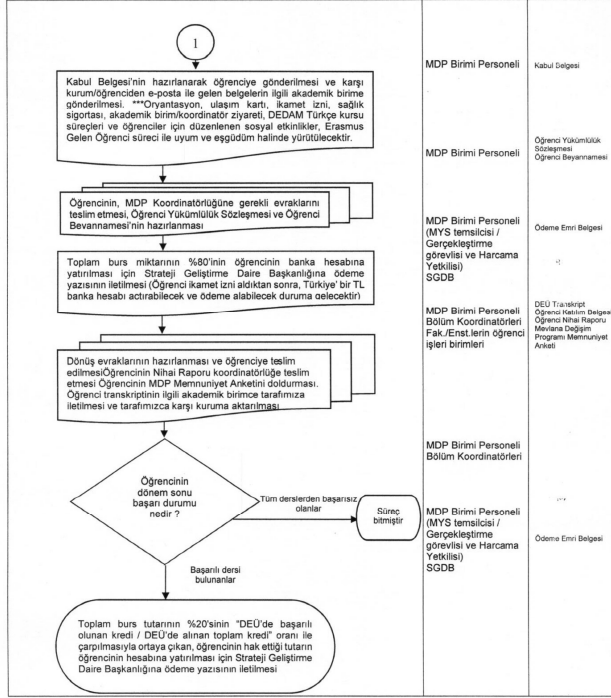 1
Kabul Belgesi'nin hazırlanarak öğrenciye gönderilmesi ve karşı
kurum/öğrenciden e-posta ile gelen belgelerin ilgili akademik birime
gönderilmesi. ***Oryantasyon, ulaşım kartı, ikamet izni, sağlık
sigortası, akademik birim/koordinatör ziyareti, DEDAM Türkçe kursu
süreçleri ve öğrenciler için düzenlenen sosyal etkinlikler, Erasmus
Gelen Öğrenci süreci ile uyum ve eşgüdüm halinde yürütülecektir.
MDP Birimi Personeli
Kabul Belgesi
Öğrencinin, MDP Koordinatörlüğüne gerekli evraklarını
teslim etmesi, Öğrenci Yükümlülük Sözleşmesi ve Öğrenci
Beyannamesi'nin hazırlanması
MDP Birimi Personeli
Öğrenci Yükümlülük
Sözleşmesi
Öğrenci Beyannamesi
Toplam burs miktarının %80'inin öğrencinin banka hesabına
yatırılması için Strateji Geliştirme Daire Başkanlığına ödeme
yazısının iletilmesi (Öğrenci ikamet izni aldıktan sonra, Türkiye' bir TL
banka hesabı açtırabilecek ve ödeme alabilecek duruma gelecektir)
MDP Birimi Personeli
(MYS temsilcisi /
Gerçekleştirme
görevlisi ve Harcama
Yetkilisi)
SGDB
Ödeme Emri Belgesi
Dönüş evraklarının hazırlanması ve öğrenciye teslim
edilmesiÖğrencinin Nihai Raporu koordinatörlüğe teslim
etmesi Öğrencinin MDP Memnuniyet Anketini doldurması.
Öğrenci transkriptinin ilgili akademik birimce tarafımıza
iletilmesi ve tarafımızca karşı kuruma aktarılması
MDP Birimi Personeli
Bölüm Koordinatörleri
Fak./Enst.lerin öğrenci
işleri birimleri
DEÜ Transkript
Öğrenci Katılım Belgesi
Öğrenci Nihai Raporu
Mevlana Değişim
Programı Memnuniyet
Anketi
Öğrencinin
dönem sonu
başarı durumu
nedir ?
MDP Birimi Personeli
Bölüm Koordinatörleri
Tüm derslerden başarısız
olanlar
Süreç
bitmiştir
Başarılı dersi
bulunanlar
MDP Birimi Personeli
(MYS temsilcisi /
Gerçekleştirme
görevlisi ve Harcama
Yetkilisi)
SGDB
Ödeme Emri Belgesi
Toplam burs tutarının %20'sinin "DEÜ'de başarılı
olunan kredi / DEÜ'de alınan toplam kredi" oranı ile
çarpılmasıyla ortaya çıkan, öğrencinin hak ettiği tutarın
öğrencinin hesabına yatırılması için Strateji Geliştirme
Daire Başkanlığına ödeme yazısının iletilmesi